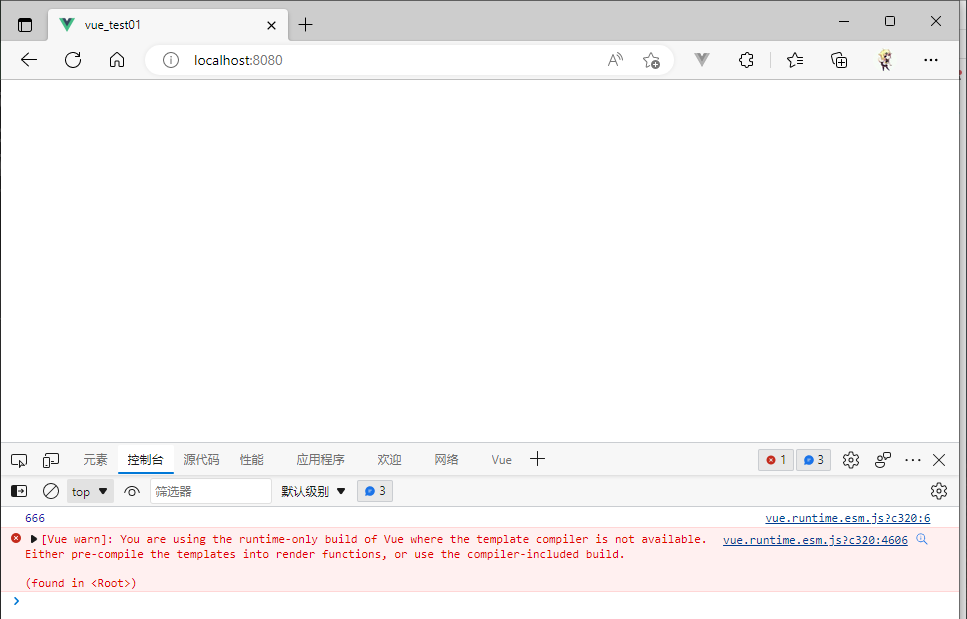 vue_test01
localhost:8080
元素
控制台
源代码
性能
应用程序
欢迎
网络
Vue
1
3
top
筛选器
默认级别
3
666
vue.runtime.esm.js?c320:6
[Vue warn]: You are using the runtime-only build of Vue where the template compiler is not available.
vue.runtime.esm.js?c320:4606
Either pre-compile the templates into render functions, or use the compiler-included build.
(found in <Root>)